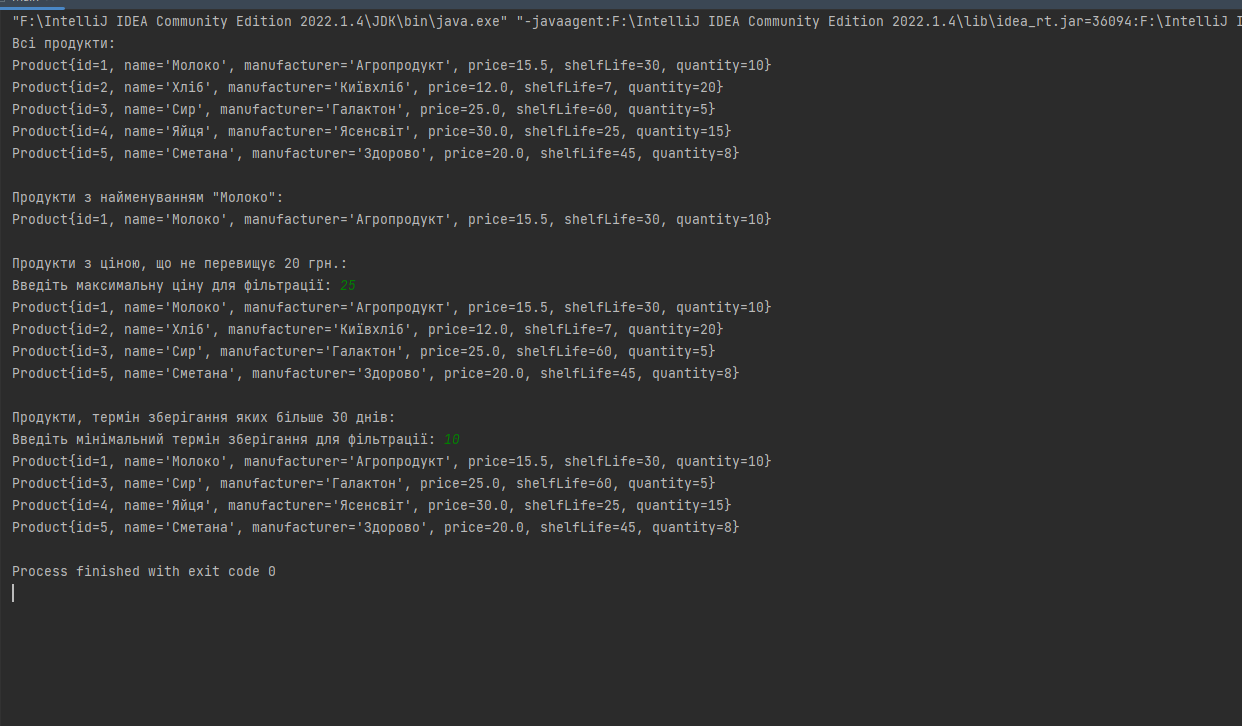 "F:\IntelliJ IDEA Community Edition 2022.1.4\JDK\bin\java.exe" "-javaagent:F:\IntelliJ IDEA Community Edition 2022.1.4\lib\idea_rt.jar=36094:F:\IntelliJ I
Всі продукти:
Product{id=1, name='Молоко', manufacturer='Агропродукт', price=15.5, shelfLife=30, quantity=10}
Product{id=2, name='Хліб', manufacturer='Київхліб', price=12.0, shelfLife=7, quantity=20}
Product{id=3, name='Сир', manufacturer='Галактон', price=25.0, shelfLife=60, quantity=5}
Product{id=4, name='Яйця', manufacturer='Ясенсвіт', price=30.0, shelfLife=25, quantity=15}
Product{id=5, name='Сметана', manufacturer='Здорово', price=20.0, shelfLife=45, quantity=8}
Продукти з найменуванням "Молоко":
Product{id=1, name='Молоко', manufacturer='Агропродукт', price=15.5, shelfLife=30, quantity=10}
Продукти з ціною, що не перевищує 20 грн.:
Введіть максимальну ціну для фільтрації: 25
Product{id=1, name='Молоко', manufacturer='Агропродукт', price=15.5, shelfLife=30, quantity=10}
Product{id=2, name='Хліб', manufacturer='Київхліб', price=12.0, shelfLife=7, quantity=20}
Product{id=3, name='Сир', manufacturer='Галактон', price=25.0, shelfLife=60, quantity=5}
Product{id=5, name='Сметана', manufacturer='Здорово', price=20.0, shelfLife=45, quantity=8}
Продукти, термін зберігання яких більше 30 днів:
Введіть мінімальний термін зберігання для фільтрації: 10
Product{id=1, name='Молоко', manufacturer='Агропродукт', price=15.5, shelfLife=30, quantity=10}
Product{id=3, name='Сир', manufacturer='Галактон', price=25.0, shelfLife=60, quantity=5}
Product{id=4, name='Яйця', manufacturer='Ясенсвіт', price=30.0, shelfLife=25, quantity=15}
Product{id=5, name='Сметана', manufacturer='Здорово', price=20.0, shelfLife=45, quantity=8}
Process finished with exit code 0